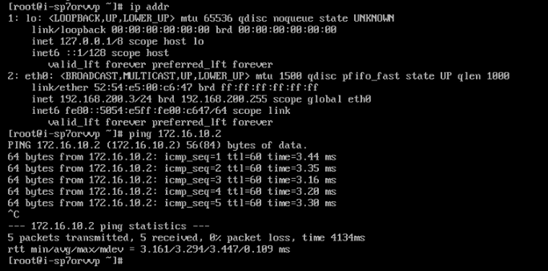 [root@i-sp7orvvp ~]# ip addr
1: lo: <LOOPBACK,UP,LOWER_UP> mtu 65536 qdisc noqueue state UNKNOWN
link/loopback 00:00:00:00:00:00 brd 00:00:00:00:00:00
inet 127.0.0.1/8 scope host lo
inet6 ::1/128 scope host
valid_lft forever preferred_lft forever
2: eth0: <BROADCAST,MULTICAST,UP,LOWER_UP> mtu 1500 qdisc pfifo_fast state UP qlen 1000
link/ether 52:54:e5:00:c6:47 brd ff:ff:ff:ff:ff:ff
inet 192.168.200.3/24 brd 192.168.200.255 scope global eth0
inet6 fe80::5054:e5ff:fe00:c647/64 scope link
valid_lft forever preferred_lft forever
[root@i-sp7orvvp ~]# ping 172.16.10.2
PING 172.16.10.2 (172.16.10.2) 56(84) bytes of data.
64 bytes from 172.16.10.2: icmp_seq=1 ttl=60 time=3.44 ms
64 bytes from 172.16.10.2: icmp_seq=2 ttl=60 time=3.35 ms
64 bytes from 172.16.10.2: icmp_seq=3 ttl=60 time=3.16 ms
64 bytes from 172.16.10.2: icmp_seq=4 ttl=60 time=3.20 ms
64 bytes from 172.16.10.2: icmp_seq=5 ttl=60 time=3.30 ms
^C
--- 172.16.10.2 ping statistics ---
5 packets transmitted, 5 received, 0% packet loss, time 4134ms
rtt min/avg/max/mdev = 3.161/3.294/3.447/0.109 ms
[root@i-sp7orvvp ~]#